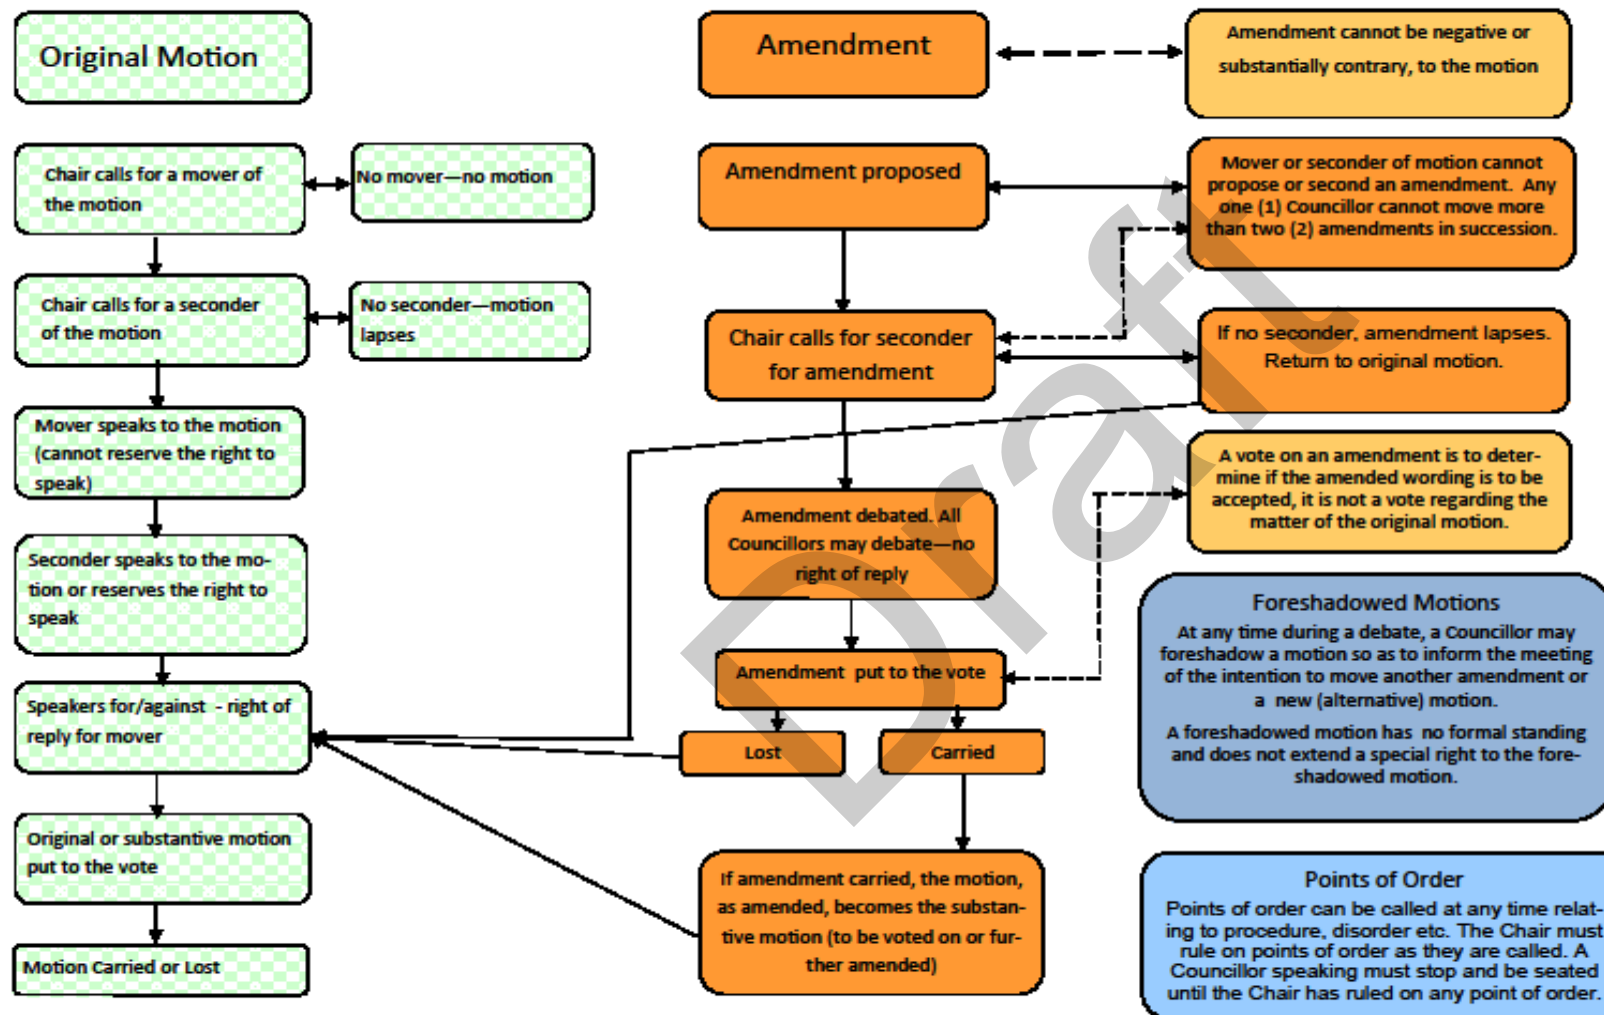 Original Motion
Chair calls for a mover of
the motion
No mover—no motion
Chair calls for a seconder
of the motion
No seconder—motion
lapses
Mover speaks to the motion
(cannot reserve the right to
speak)
Seconder speaks to the mo-
tion or reserves the right to
speak
Speakers for/against - right of
reply for mover
Original or substantive motion
put to the vote
Motion Carried or Lost
Amendment
Amendment proposed
Chair calls for seconder
for amendment
Amendment debated. All
Councillors may debate—no
right of reply
Amendment put to the vote
Lost
Carried
If amendment carried, the motion,
as amended, becomes the substan-
tive motion (to be voted on or fur-
ther amended)
Amendment cannot be negative or
substantially contrary, to the motion
Mover or seconder of motion cannot
propose or second an amendment. Any
one (1) Councillor cannot move more
than two (2) amendments in succession.
If no seconder, amendment lapses.
Return to original motion.
A vote on an amendment is to deter-
mine if the amended wording is to be
accepted, it is not a vote regarding the
matter of the original motion.
Foreshadowed Motions
At any time during a debate, a Councillor may
foreshadow a motion so as to inform the meeting
of the intention to move another amendment or
a new (alternative) motion.
A foreshadowed motion has no formal standing
and does not extend a special right to the fore-
shadowed motion.
Points of Order
Points of order can be called at any time relat-
ing to procedure, disorder etc. The Chair must
rule on points of order as they are called. A
Councillor speaking must stop and be seated
until the Chair has ruled on any point of order.
Draft